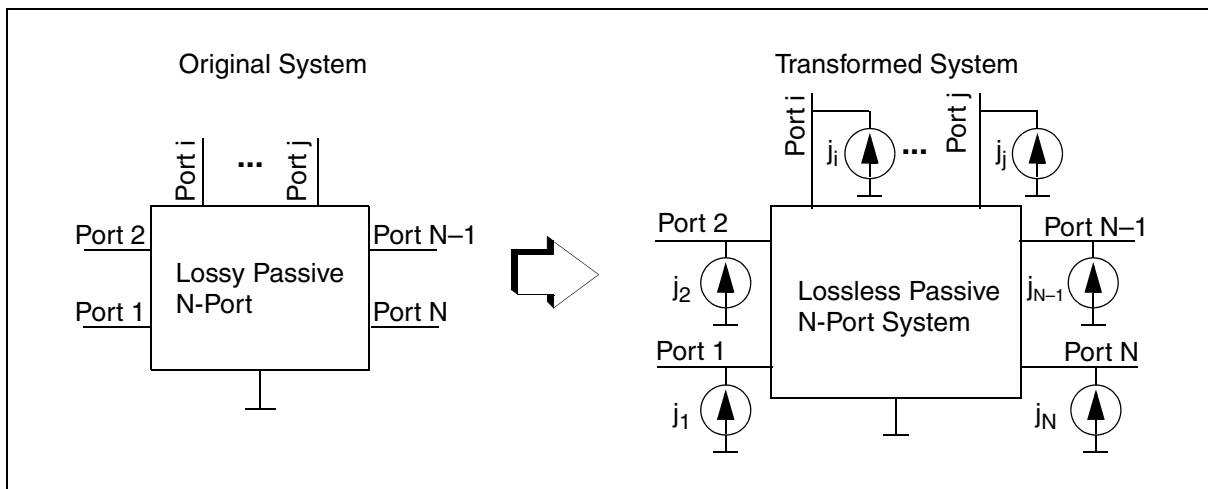 Original System
Port i
...
Port j
Port 2
Port N–1
Lossy Passive
N-Port
Port 1
Port N
Transformed System
Port i
j_i
...
Port j
j_j
Port 2
Port N–1
j_2
Lossless Passive
N-Port System
j_N–1
Port 1
Port N
j_1
j_N